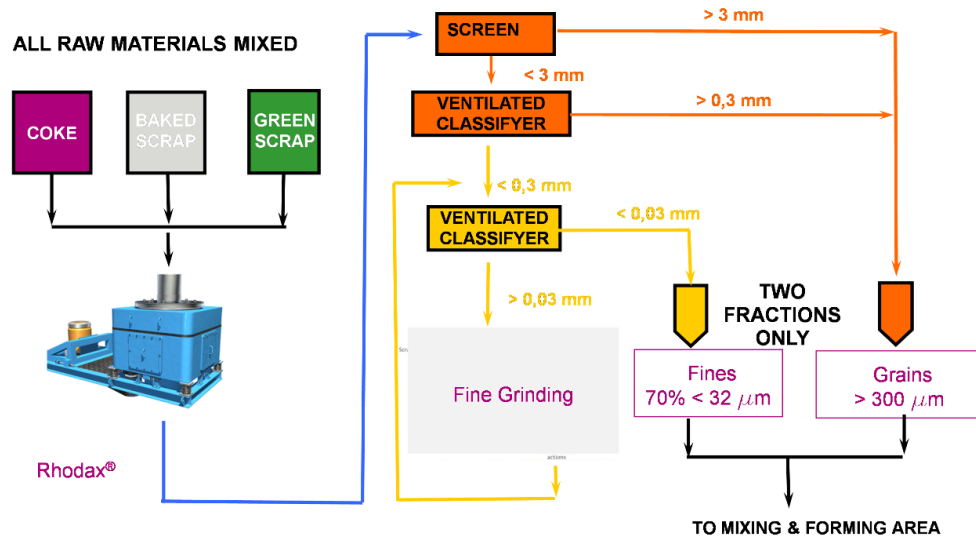 ALL RAW MATERIALS MIXED
COKE
BAKED
SCRAP
GREEN
SCRAP
Rhodax®
SCREEN
> 3 mm
< 3 mm
VENTILATED
CLASSIFYER
> 0,3 mm
< 0,3 mm
VENTILATED
CLASSIFYER
< 0,03 mm
> 0,03 mm
Fine Grinding
actions
TWO
FRACTIONS
ONLY
Fines
70% < 32 μm
Grains
> 300 μm
TO MIXING & FORMING AREA